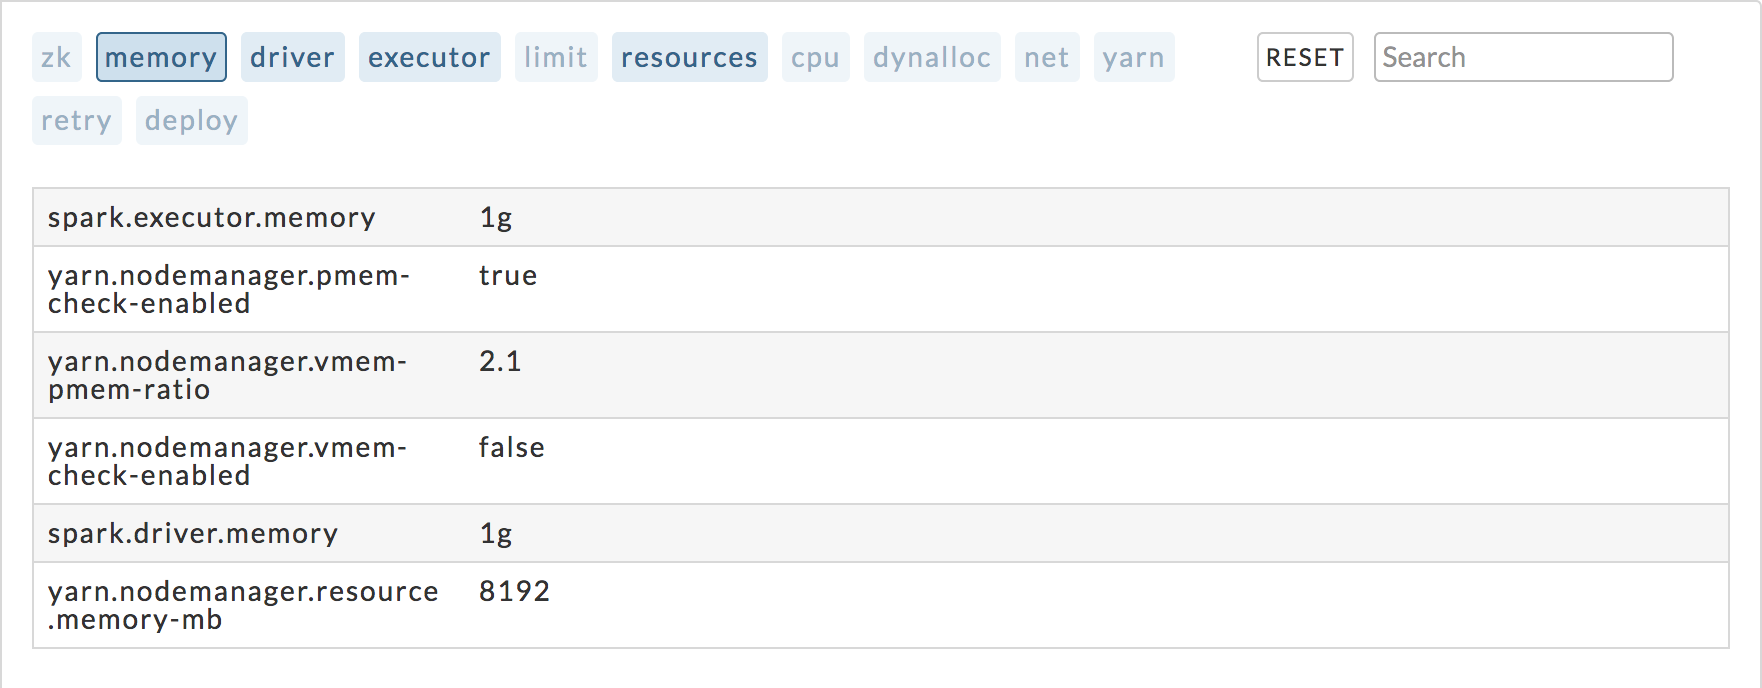 zk memory driver executor limit resources cpu dynalloc net yarn RESET Search
retry deploy
spark.executor.memory 1g
yarn.nodemanager.pmem- true
check-enabled
yarn.nodemanager.vmem- 2.1
pmem-ratio
yarn.nodemanager.vmem- false
check-enabled
spark.driver.memory 1g
yarn.nodemanager.resource 8192
.memory-mb